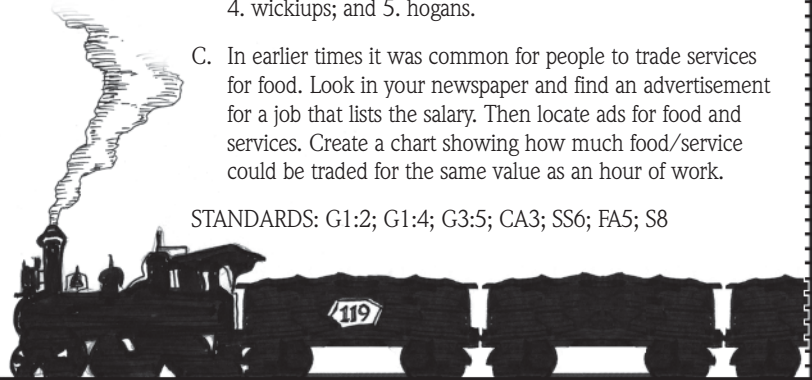 4. wickiups; and 5. hogans.
C. In earlier times it was common for people to trade services
for food. Look in your newspaper and find an advertisement
for a job that lists the salary. Then locate ads for food and
services. Create a chart showing how much food/service
could be traded for the same value as an hour of work.
STANDARDS: G1:2; G1:4; G3:5; CA3; SS6; FA5; S8
119